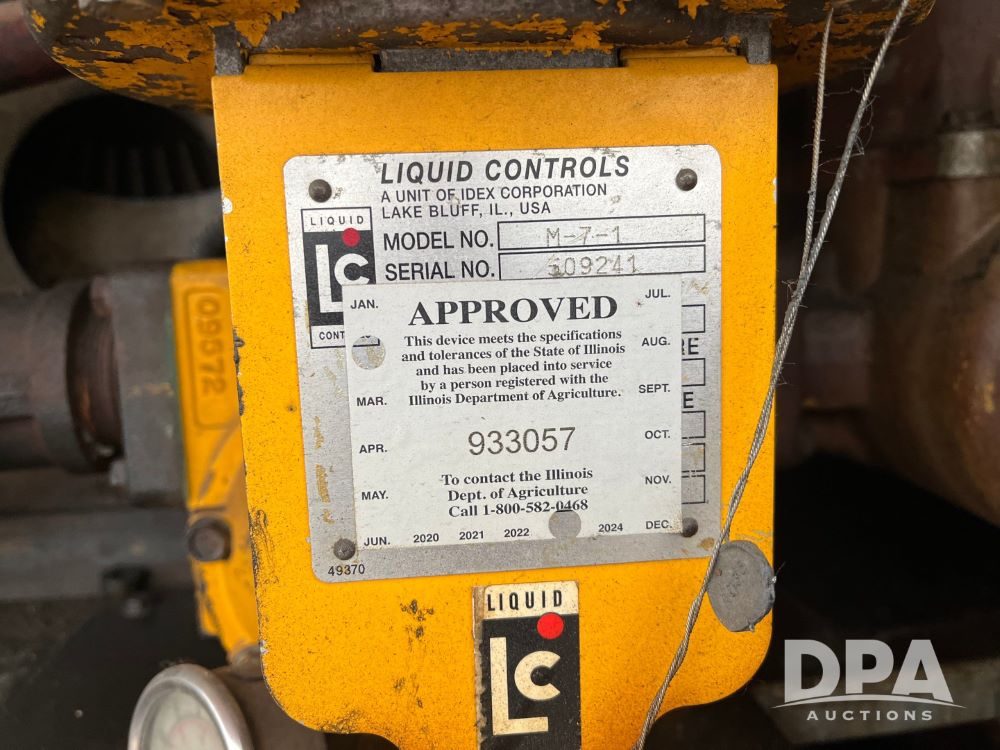 LIQUID CONTROLS
A UNIT OF IDEX CORPORATION
LAKE BLUFF, IL., USA
LIQUID
LC
CONT
MODEL NO. M-7-1
SERIAL NO. 509241
JAN.
JUL.
APPROVED
This device meets the specifications
and tolerances of the State of Illinois
and has been placed into service
by a person registered with the
Illinois Department of Agriculture.
AUG.
MAR.
SEPT.
APR.
933057
OCT.
To contact the Illinois
Dept. of Agriculture
Call 1-800-582-0468
MAY.
NOV.
JUN. 2020 2021 2022 2024 DEC.
RE
E
49370
09572
LIQUID
LC
DPA
AUCTIONS